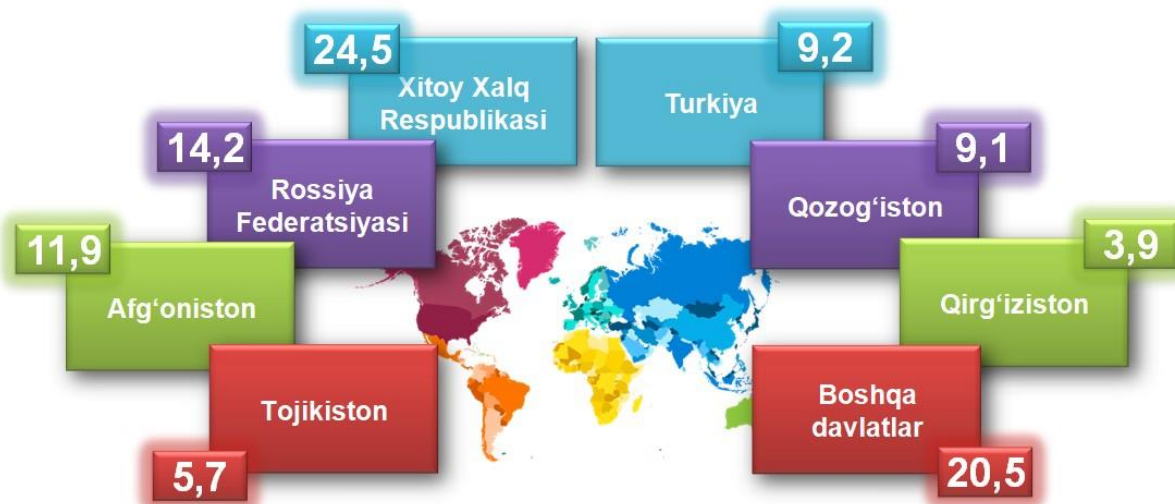 24,5
Xitoy Xalq
Respublikasi
9,2
Turkiya
14,2
Rossiya
Federatsiyasi
9,1
Qozog‘iston
11,9
Afg‘oniston
3,9
Qirg‘iziston
Tojikiston
5,7
Boshqa
davlatlar
20,5